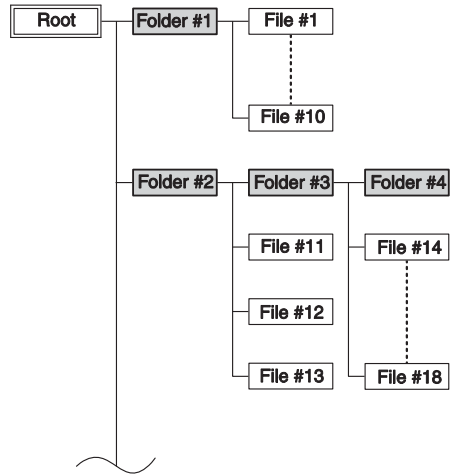 Root
Folder #1
File #1
File #10
Folder #2
Folder #3
Folder #4
File #11
File #14
File #12
File #13
File #18